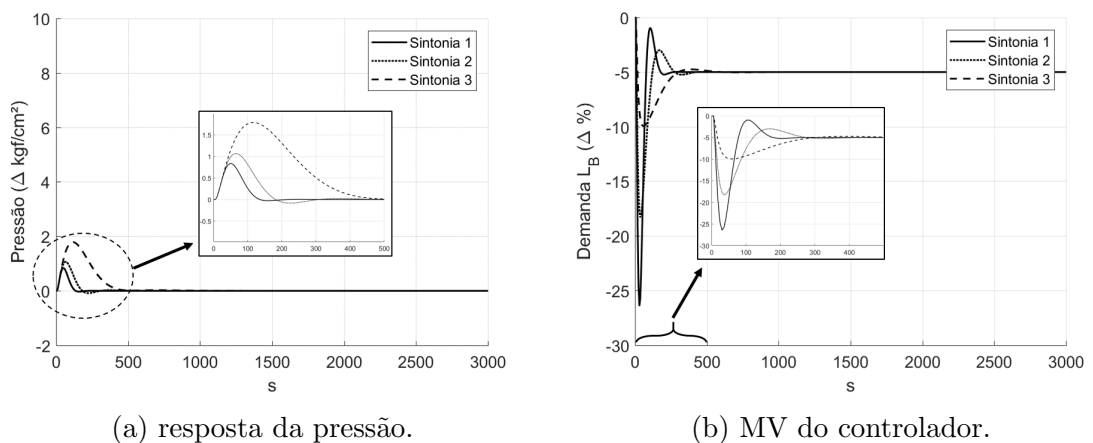 10
8
6
4
2
0
-2
Pressão (Δ kgf/cm²)
Sintonia 1
Sintonia 2
Sintonia 3
1.5
1
0.5
0
-0.5
0 100 200 300 400 500
0 500 1000 1500 2000 2500 3000
s
(a) resposta da pressão.
0
-5
-10
-15
-20
-25
-30
Demanda L_B (Δ %)
Sintonia 1
Sintonia 2
Sintonia 3
0
-5
-10
-15
-20
-25
-30
0 100 200 300 400
0 500 1000 1500 2000 2500 3000
s
(b) MV do controlador.